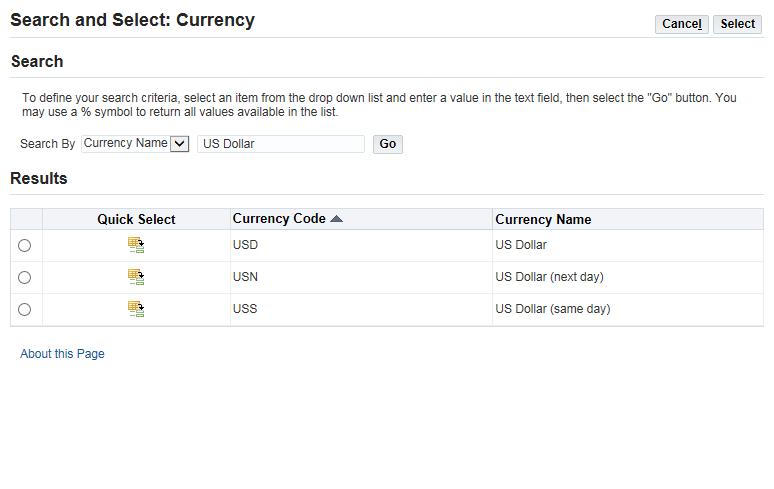 Search and Select: Currency
Cancel Select
Search
To define your search criteria, select an item from the drop down list and enter a value in the text field, then select the "Go" button. You
may use a % symbol to return all values available in the list.
Search By Currency Name US Dollar Go
Results
Quick Select Currency Code Currency Name
USD US Dollar
USN US Dollar (next day)
USS US Dollar (same day)
About this Page